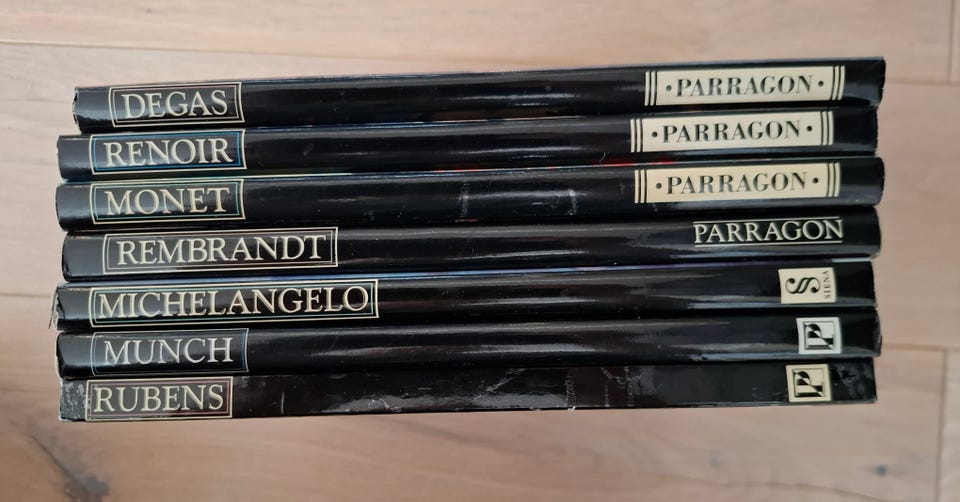 DEGAS ·PARRAGON·
RENOIR ·PARRAGON·
MONET ·PARRAGON·
REMBRANDT PARRAGON
MICHELANGELO S SIENA
MUNCH P
RUBENS P